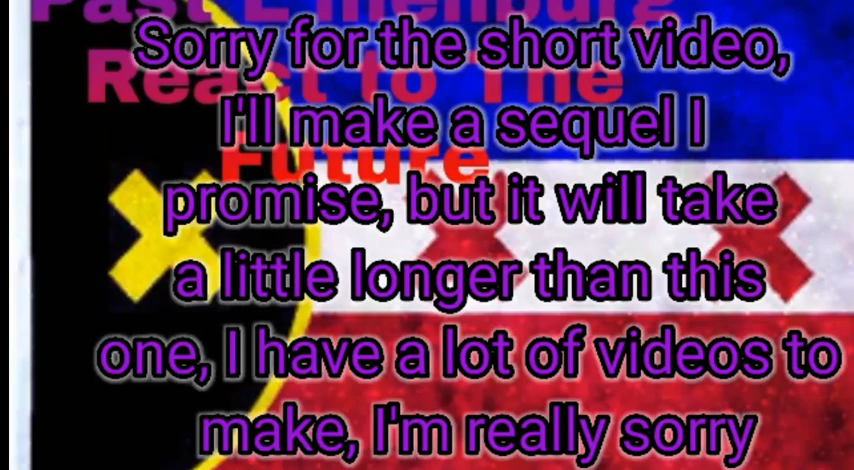 Past L'manburg
Sorry for the short video,
React to The
I'll make a sequel I
Future
promise, but it will take
a little longer than this
one, I have a lot of videos to
make, I'm really sorry